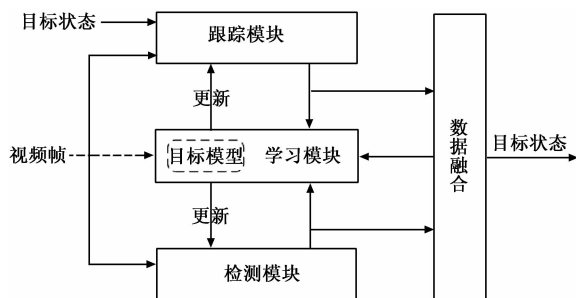 目标状态
跟踪模块
更新
视频帧
目标模型 学习模块
数据融合
目标状态
更新
检测模块